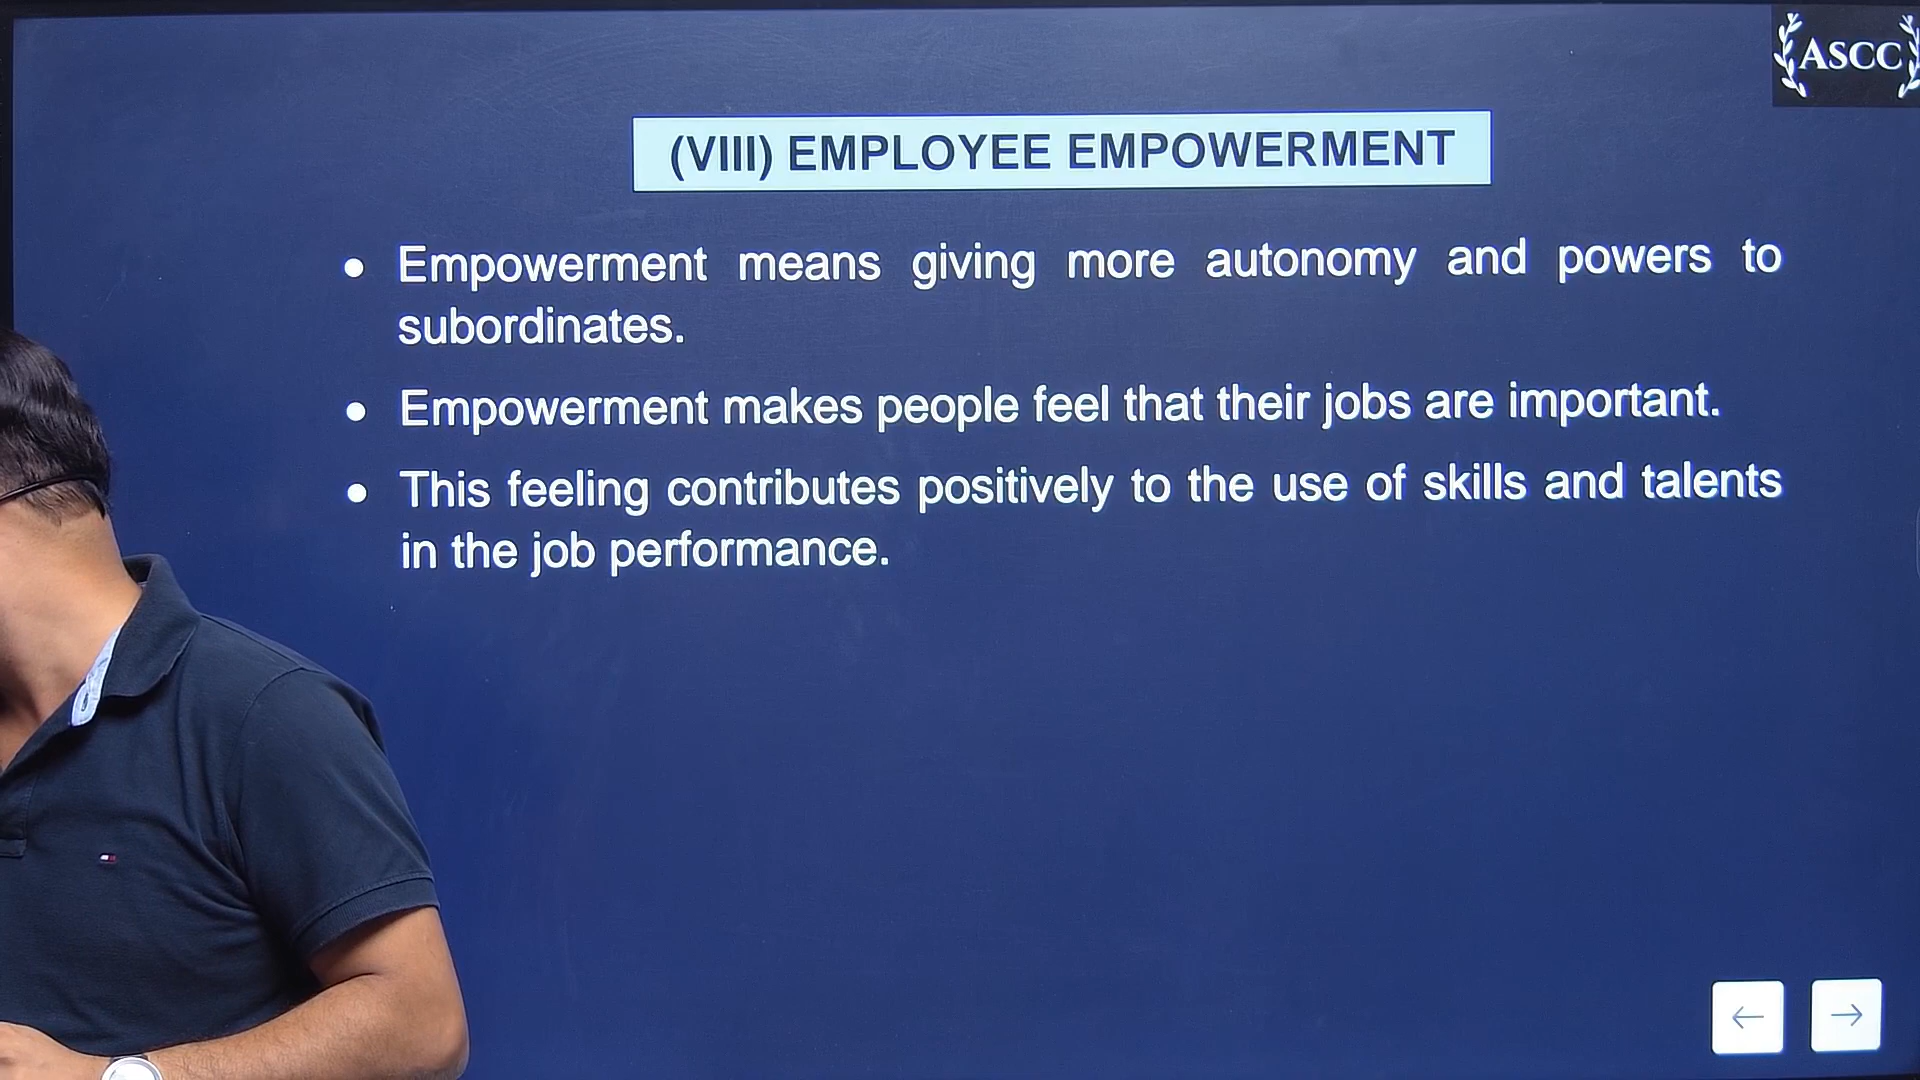 ASCC
(VIII) EMPLOYEE EMPOWERMENT
• Empowerment means giving more autonomy and powers to
subordinates.
• Empowerment makes people feel that their jobs are important.
• This feeling contributes positively to the use of skills and talents
in the job performance.